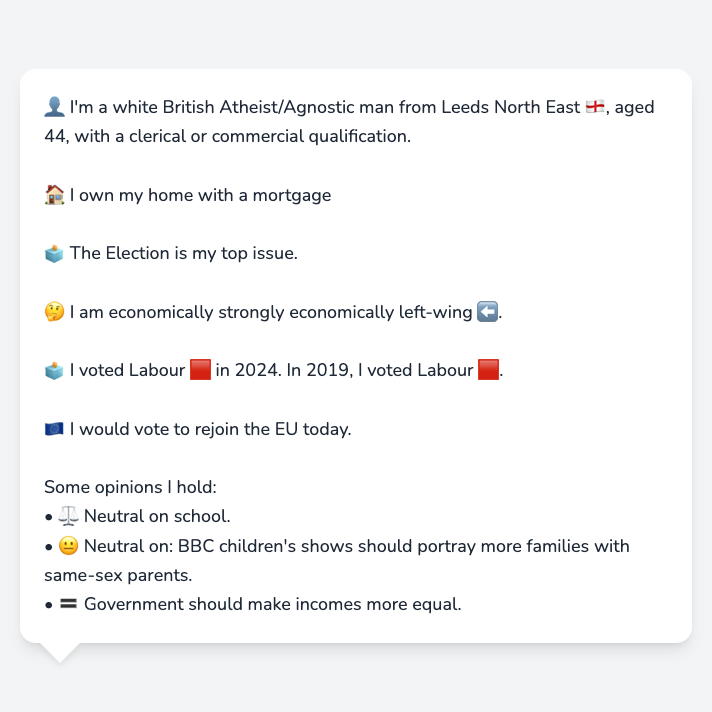 👤 I'm a white British Atheist/Agnostic man from Leeds North East 🏴󠁧󠁢󠁥󠁮󠁧󠁿, aged
44, with a clerical or commercial qualification.
🏠 I own my home with a mortgage
🗳️ The Election is my top issue.
🤔 I am economically strongly economically left-wing ⬅️.
🗳️ I voted Labour 🟥 in 2024. In 2019, I voted Labour 🟥.
🇪🇺 I would vote to rejoin the EU today.
Some opinions I hold:
• ⚖️ Neutral on school.
• 😐 Neutral on: BBC children's shows should portray more families with
same-sex parents.
• 🟰 Government should make incomes more equal.